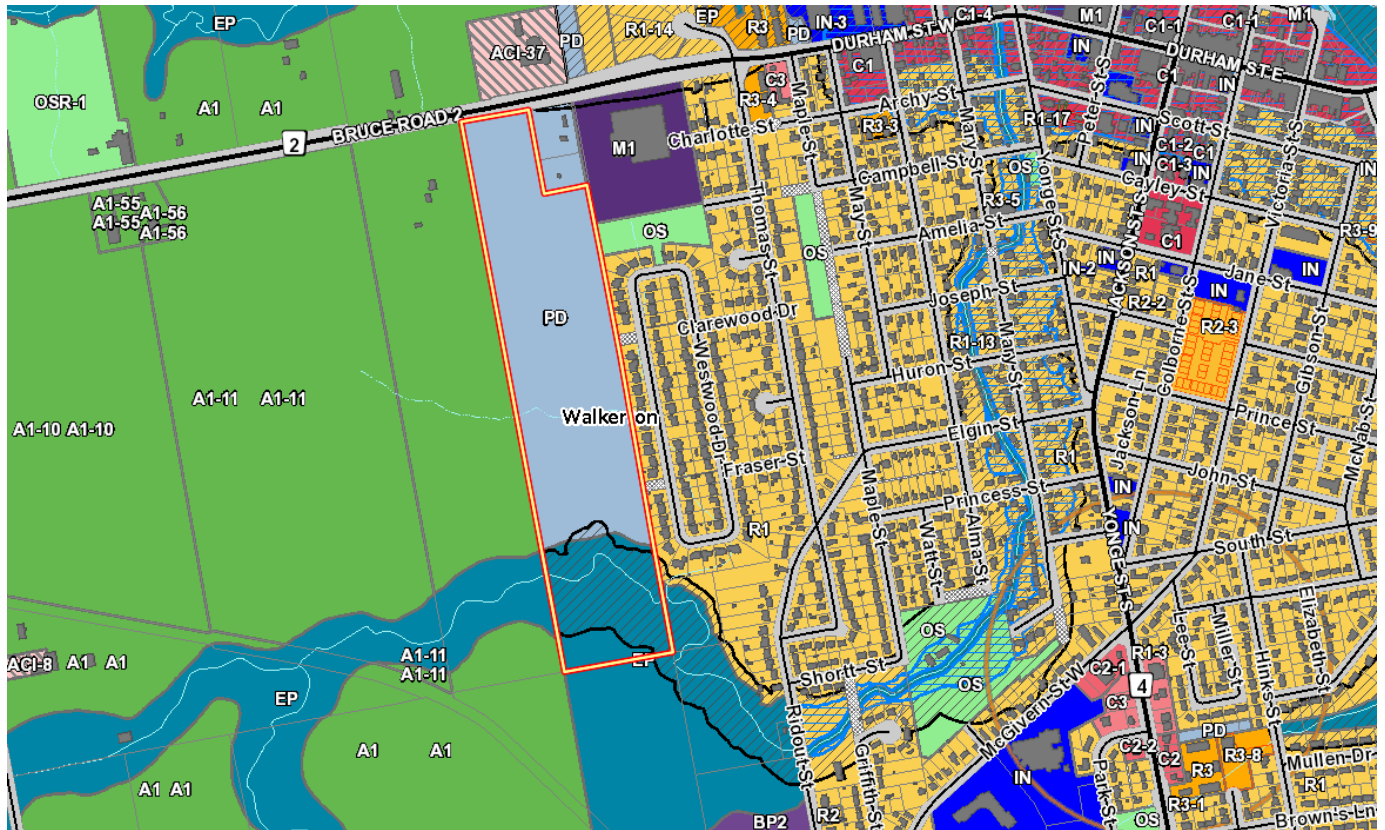 EP
PD
R1-14
EP
R3
PD
IN-3
C1-4
M1
C1-1
C1-1
M1
ACI-37
DURHAM ST W
IN
IN
DURHAM ST E
OSR-1
A1
A1
C3
C1
C1
IN
R3-4
Maple St
Archy St
Peter St S
BRUCE ROAD 2
2
M1
Charlotte St
R3-3
Mary St
R1-17
IN
Scott St
C1-2
C1
C1-3
IN
Victoria St S
IN
Campbell St
OS
Yonge St S
Cayley St
A1-55
A1-56
A1-55
A1-56
OS
Thomas St
May St
R3-5
Amelia St
JACKSON ST S
C1
R3-9
OS
IN-2
IN
R1
Jane St
IN
PD
Clarewood Dr
Joseph St
R2-2
IN
Colborne St S
R2-3
Gibson St
R1-13
Mary St
Westwood Dr
Huron St
Jackson Ln
A1-11
A1-11
Walkerton
Prince St
McNab St
A1-10
A1-10
Elgin St
R1
John St
Fraser St
Maple St
Princess St
IN
R1
Watt St
Alma St
IN
YONGE ST S
South St
ACI-8
A1
A1
A1-11
A1-11
EP
OS
OS
Shortt St
R1-3
C2-1
4
Lee St
Miller St
Hinks St
Elizabeth St
EP
C3
A1
A1
Ridout St
Griffith St
McGivern St W
IN
C2-2
C2
PD
R3
R3-8
Mullen Dr
A1
A1
BP2
R2
Park St
R3-1
R1
OS
Brown's Ln